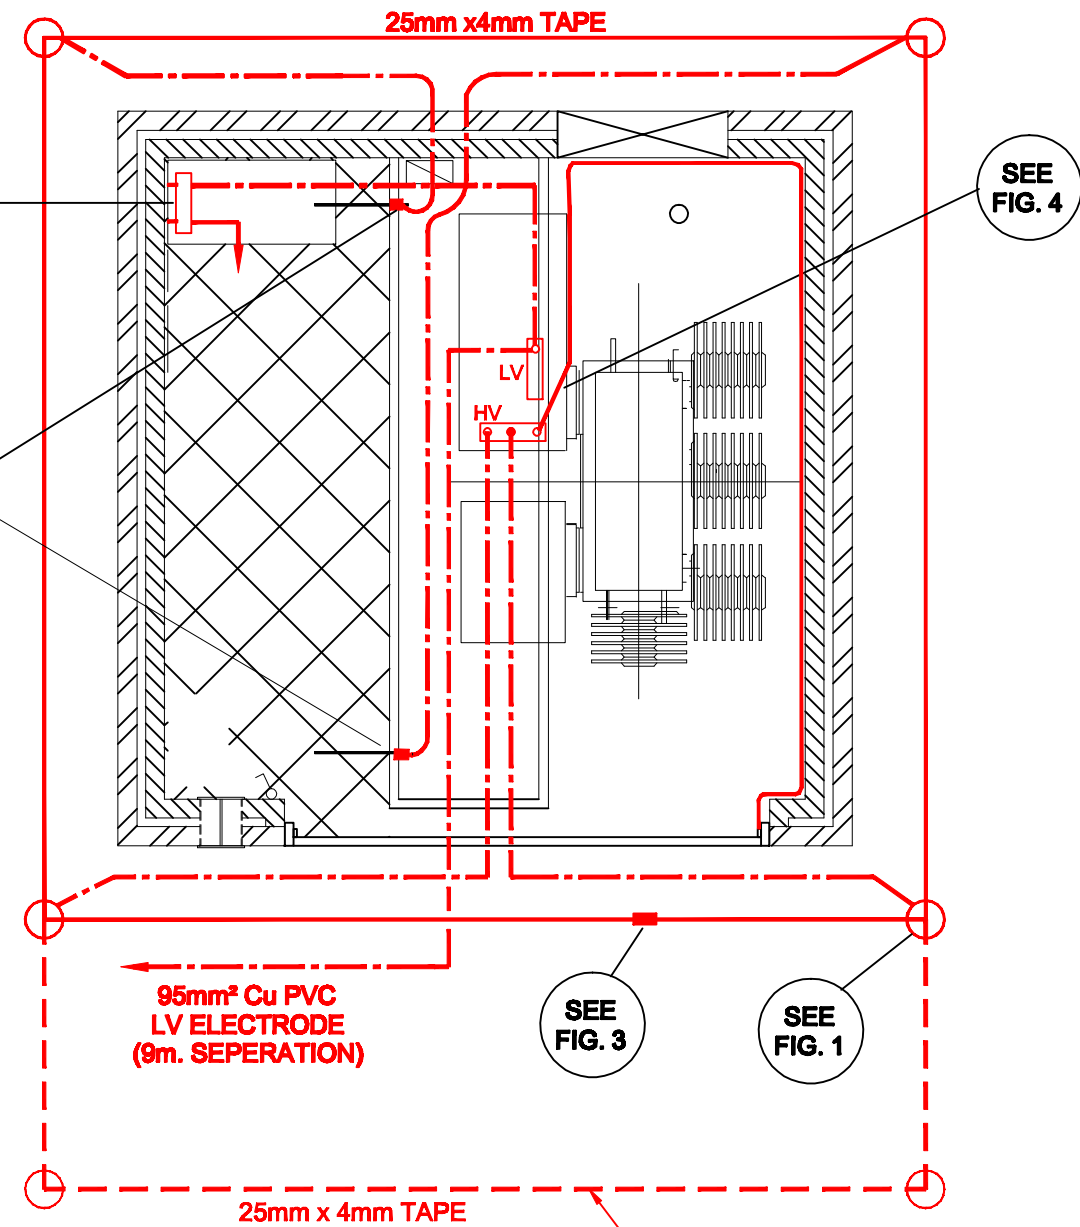 25mm x4mm TAPE
SEE
FIG. 4
LV
HV
95mm² Cu PVC
LV ELECTRODE
(9m. SEPERATION)
SEE
FIG. 3
SEE
FIG. 1
25mm x 4mm TAPE